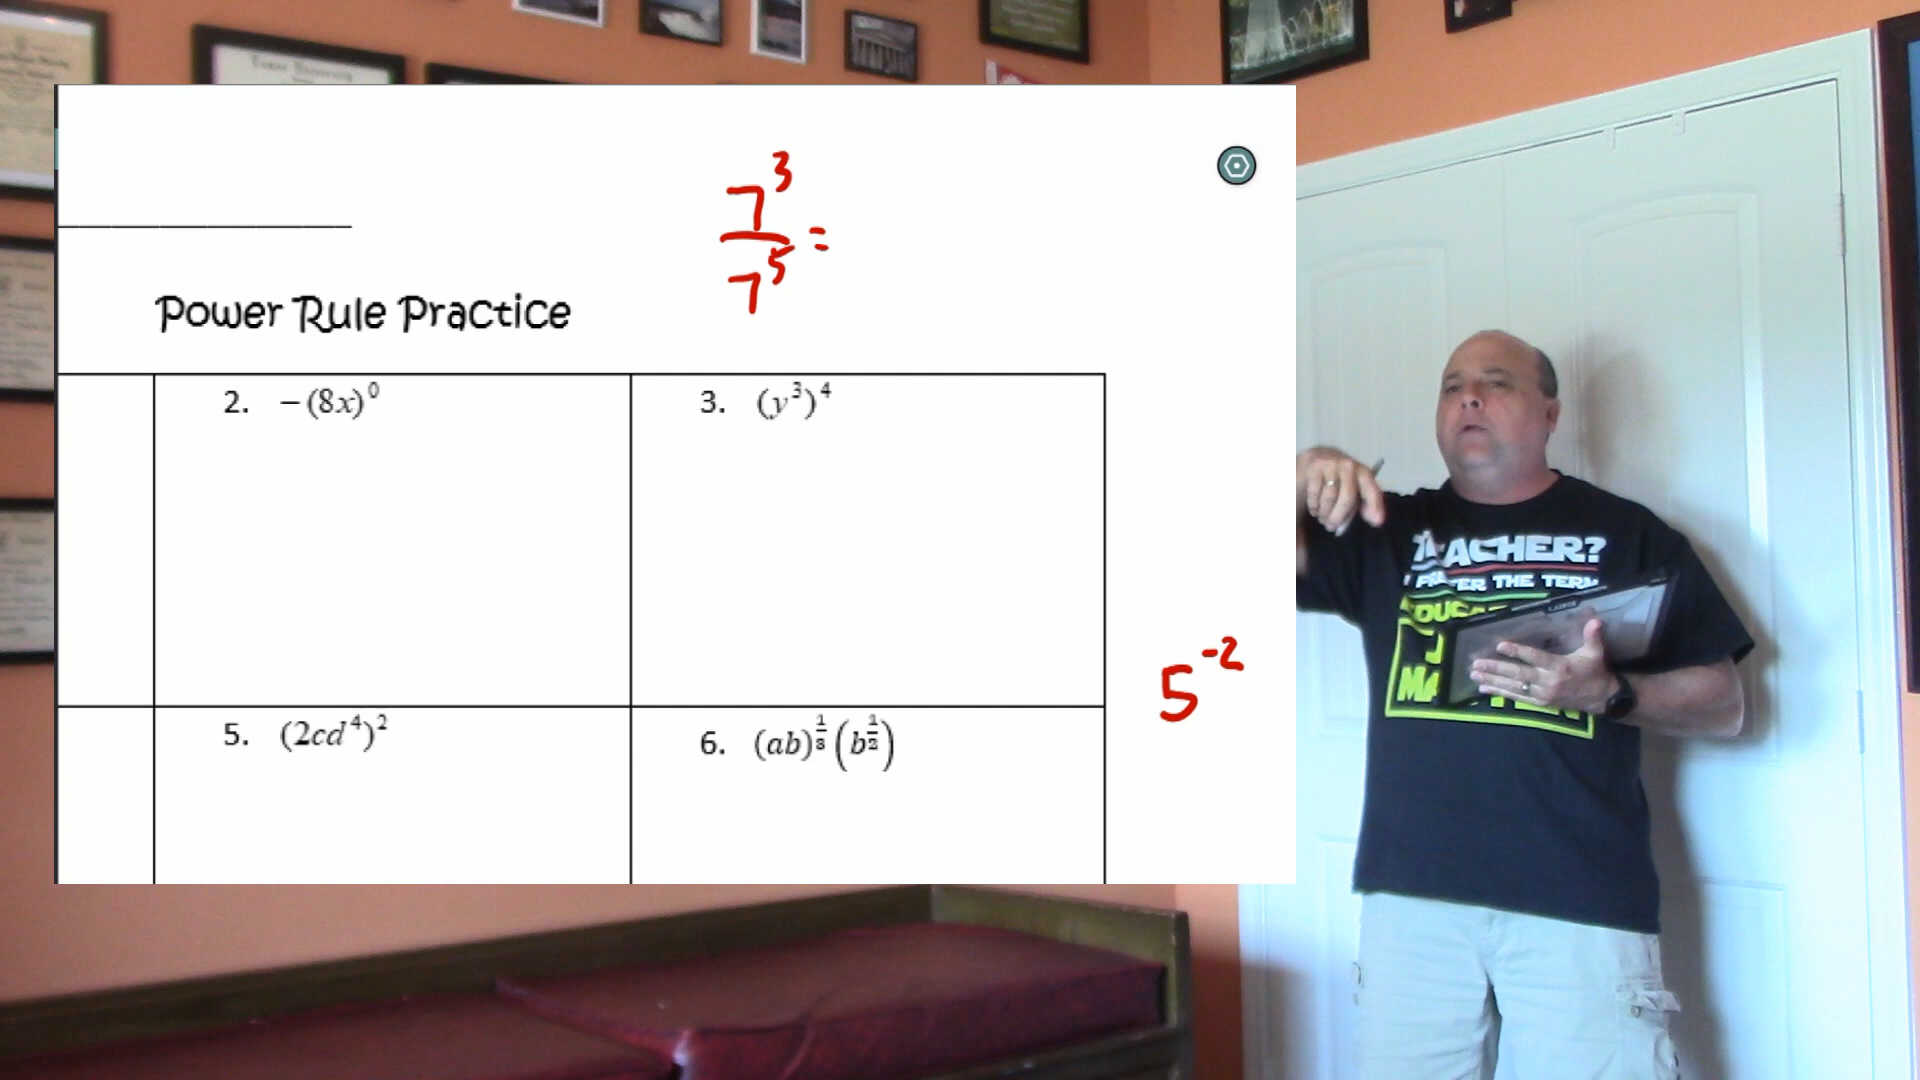 7^3
7^5 =
Power Rule Practice
2. −(8x)^0
3. (y^3)^4
5. (2cd^4)^2
6. (ab)^{1/3}(b^{1/2})
5^-2
ACHER?
THE TERM